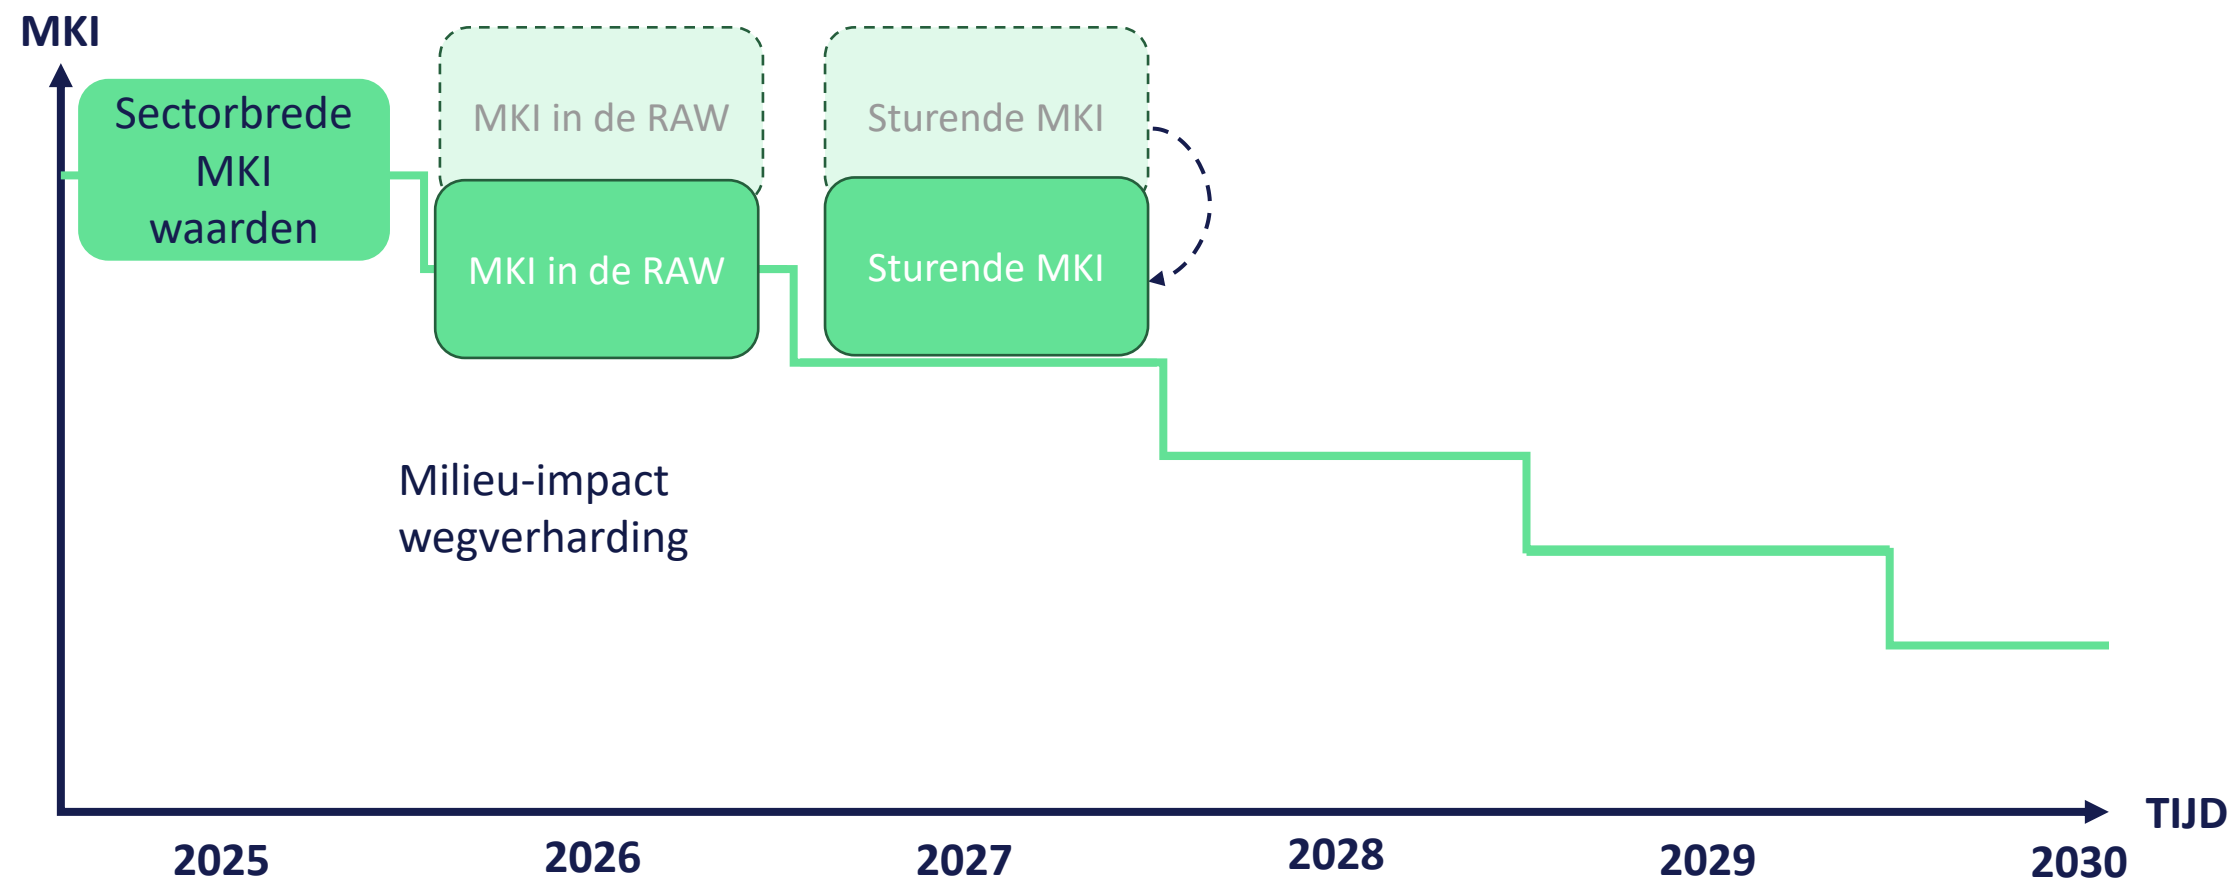 MKI
Sectorbrede
MKI
waarden
MKI in de RAW
Sturende MKI
MKI in de RAW
Sturende MKI
Milieu-impact
wegverharding
TIJD
2025
2026
2027
2028
2029
2030